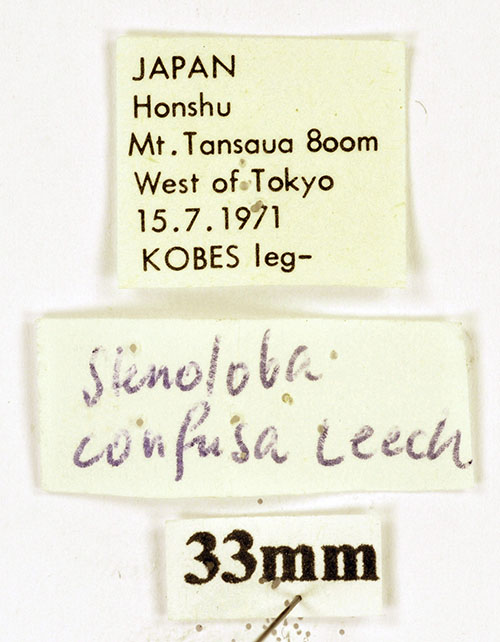 JAPAN
Honshu
Mt. Tansaua 800m
West of Tokyo
15.7.1971
KOBES leg-
Stenoloba
confusa Leech
33mm